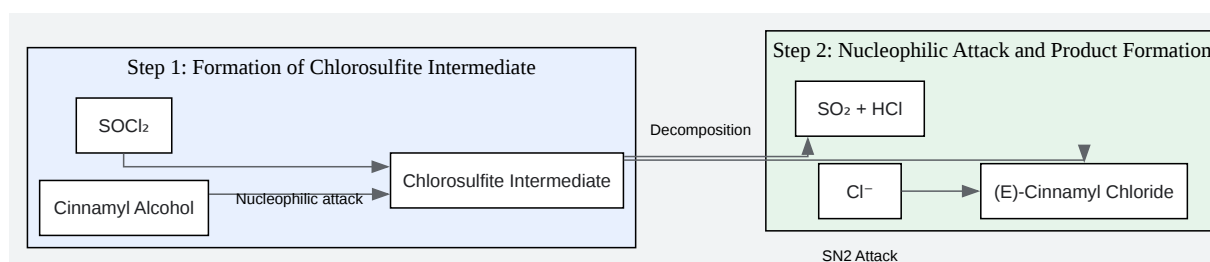 Step 1: Formation of Chlorosulfite Intermediate
SOCl₂
Cinnamyl Alcohol
Nucleophilic attack
Chlorosulfite Intermediate
Decomposition
Step 2: Nucleophilic Attack and Product Formation
SO₂ + HCl
Cl⁻
(E)-Cinnamyl Chloride
SN2 Attack